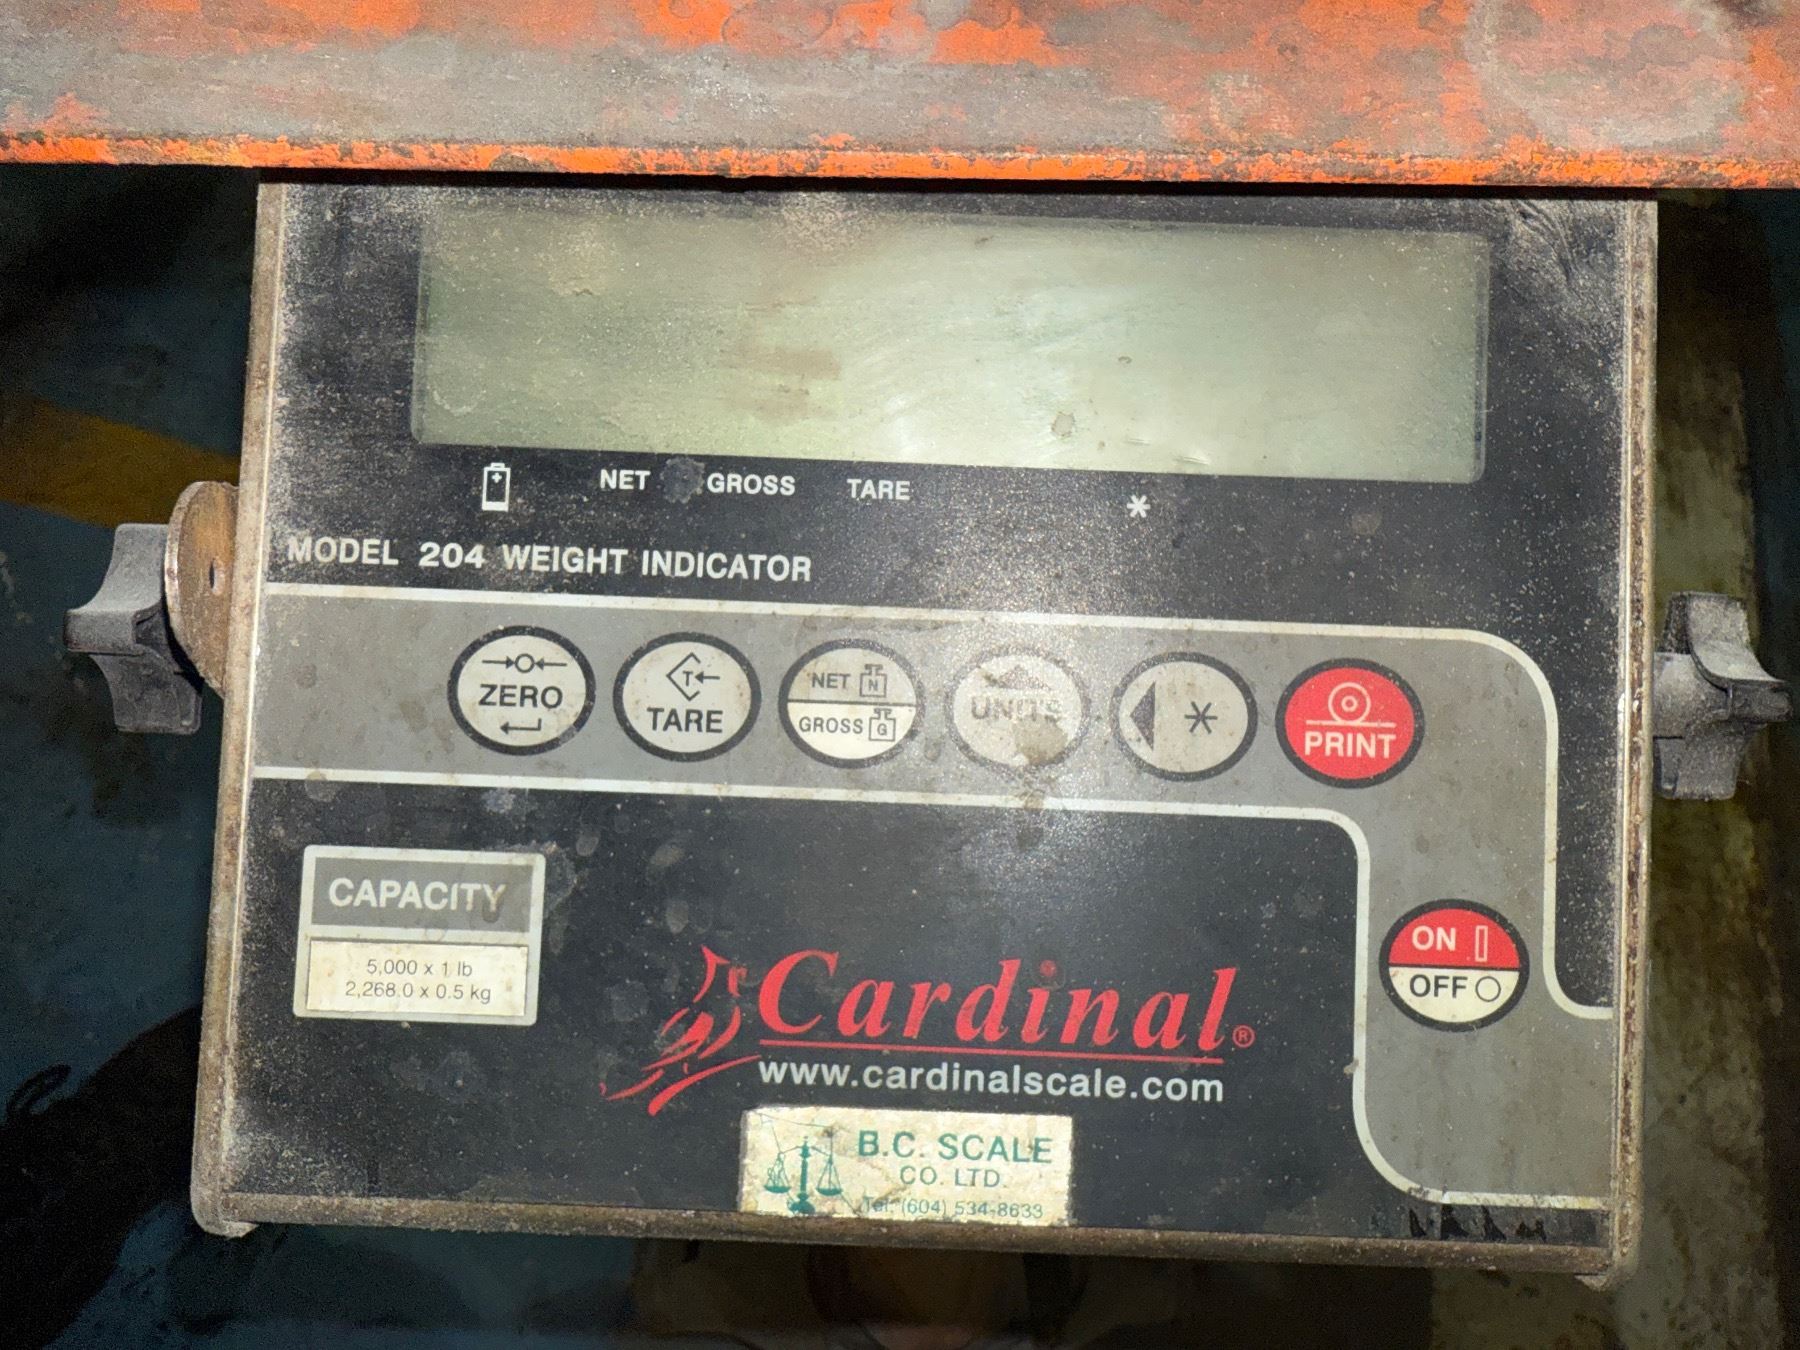 NET GROSS TARE *
MODEL 204 WEIGHT INDICATOR
ZERO
T
TARE
NET N
GROSS G
UNITS
*
PRINT
CAPACITY
5,000 x 1 lb
2,268.0 x 0.5 kg
ON
OFF
Cardinal®
www.cardinalscale.com
B.C. SCALE
CO. LTD.
Tel: (604) 534-8633